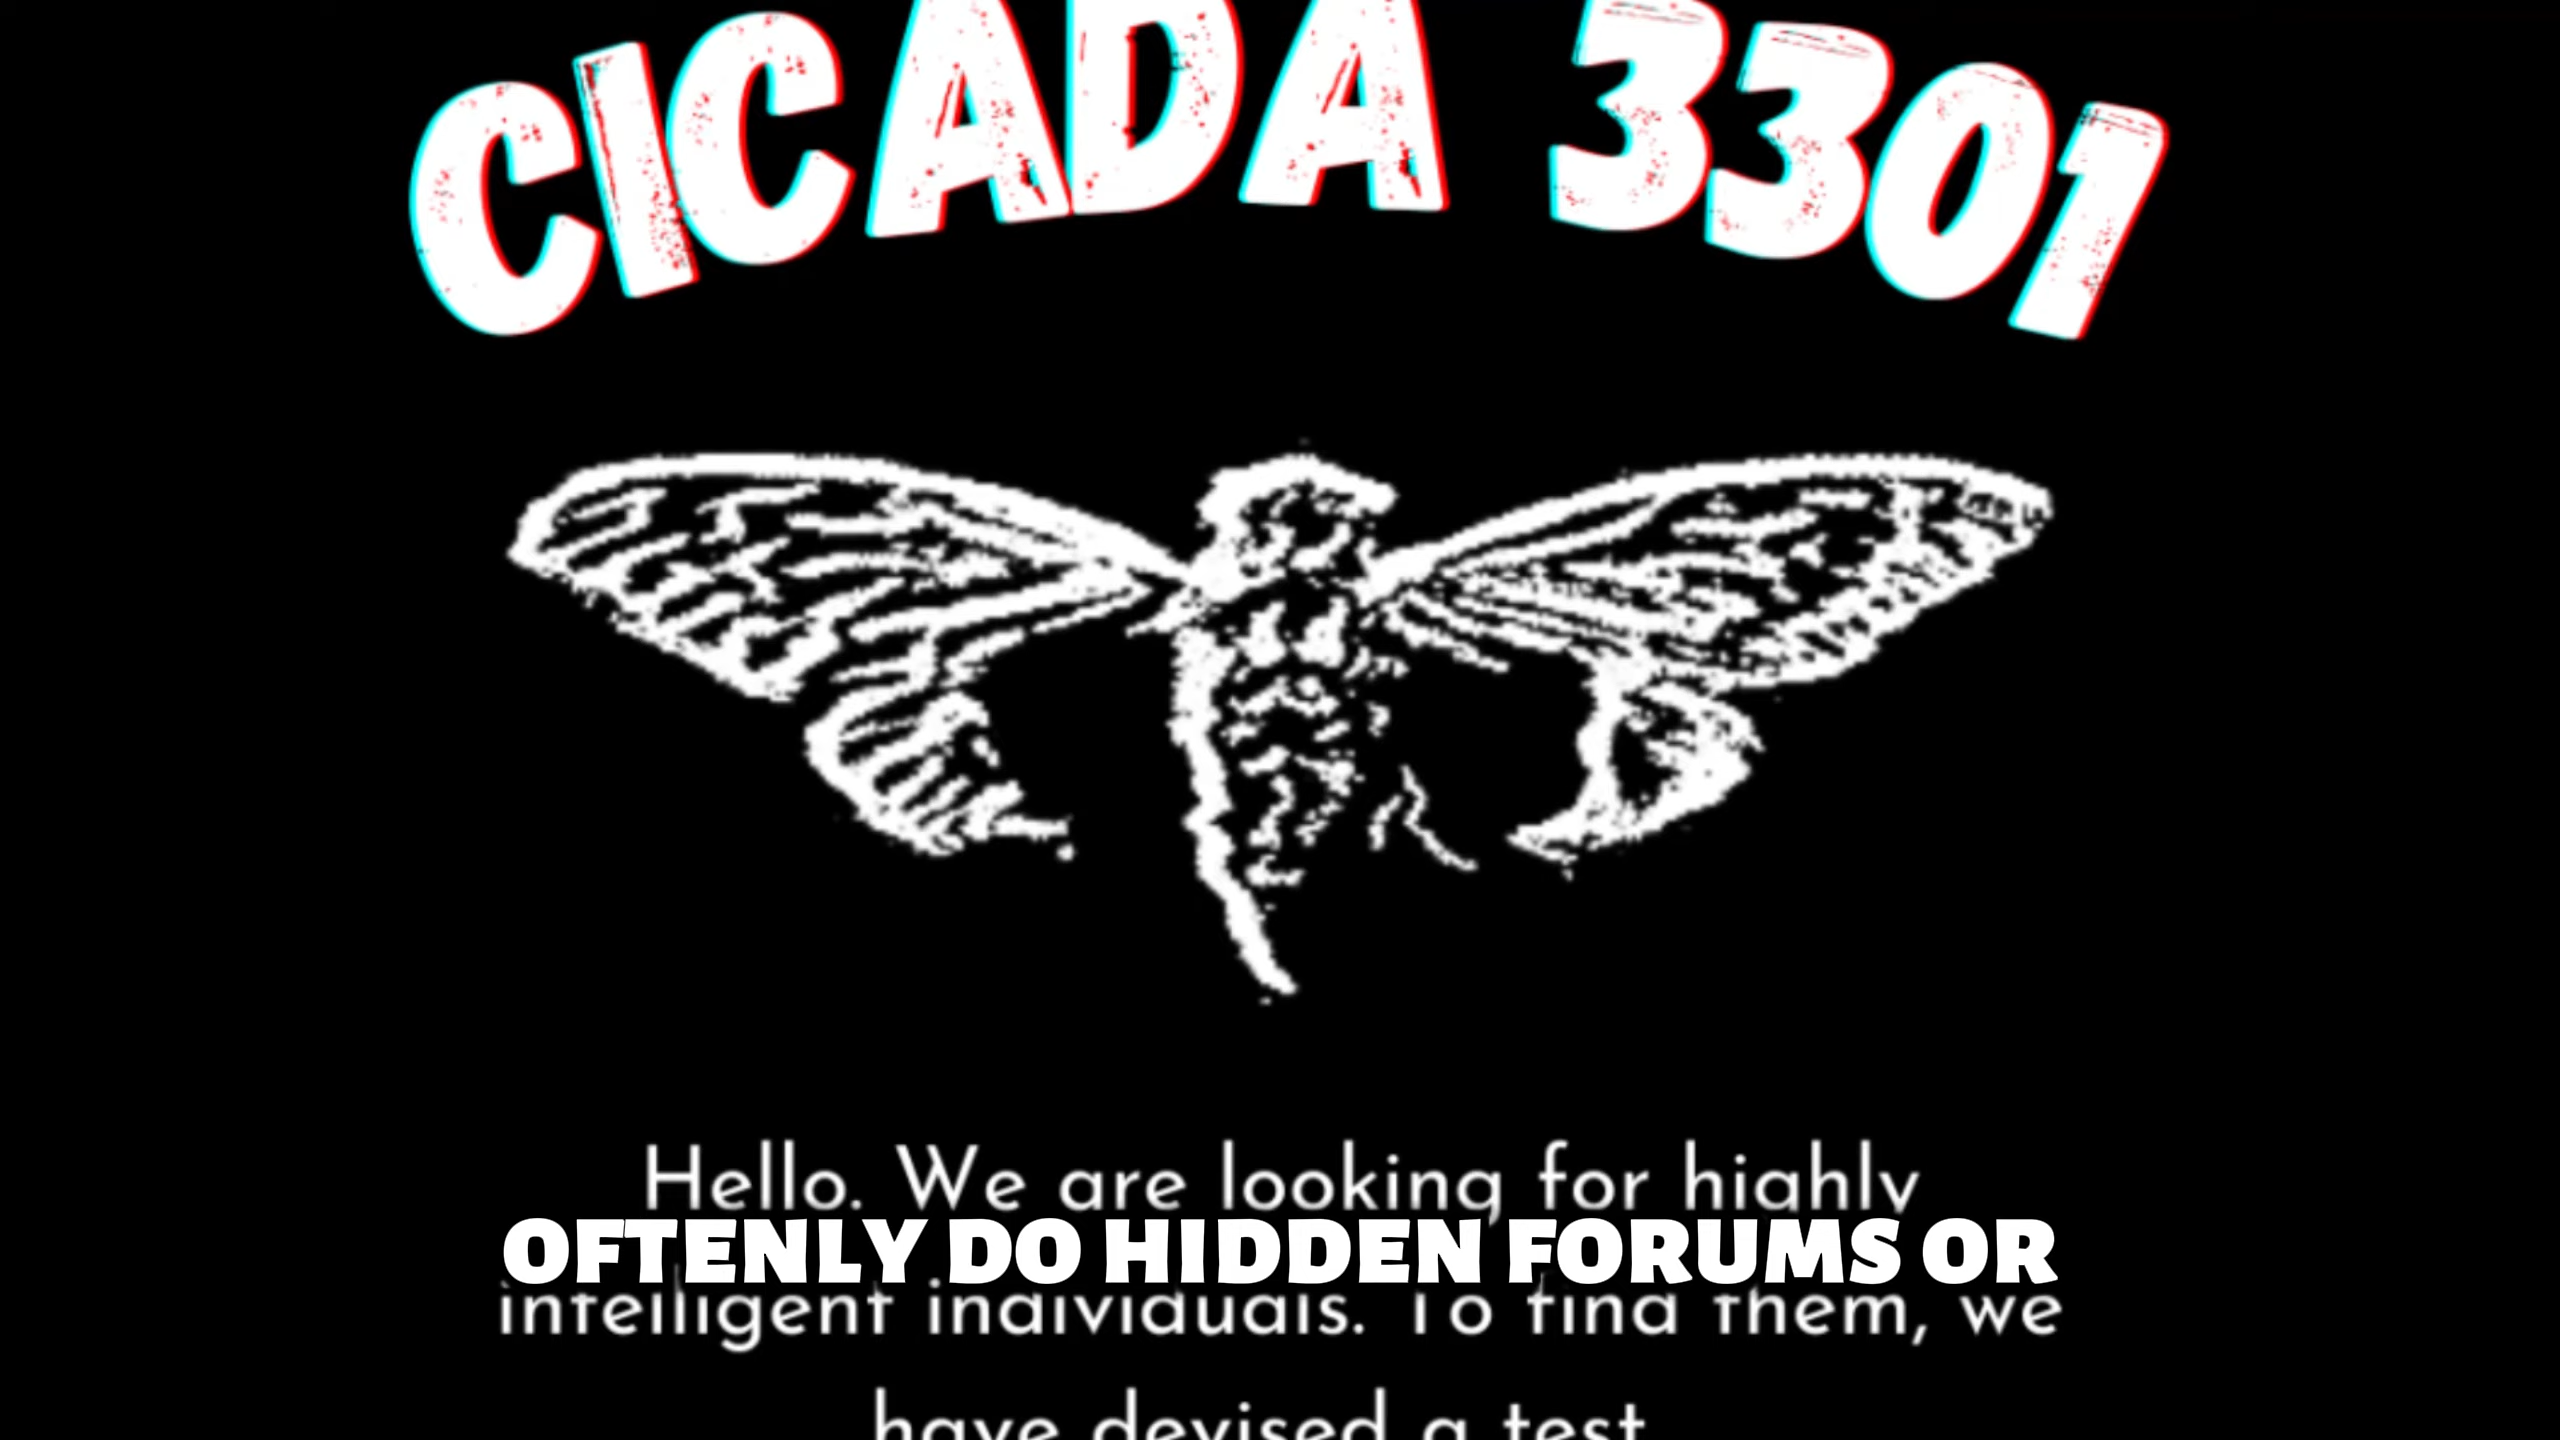 CICADA 3301
Hello. We are looking for highly
OFTENLY DO HIDDEN FORUMS OR
intelligent individuals. To find them, we
have devised a test